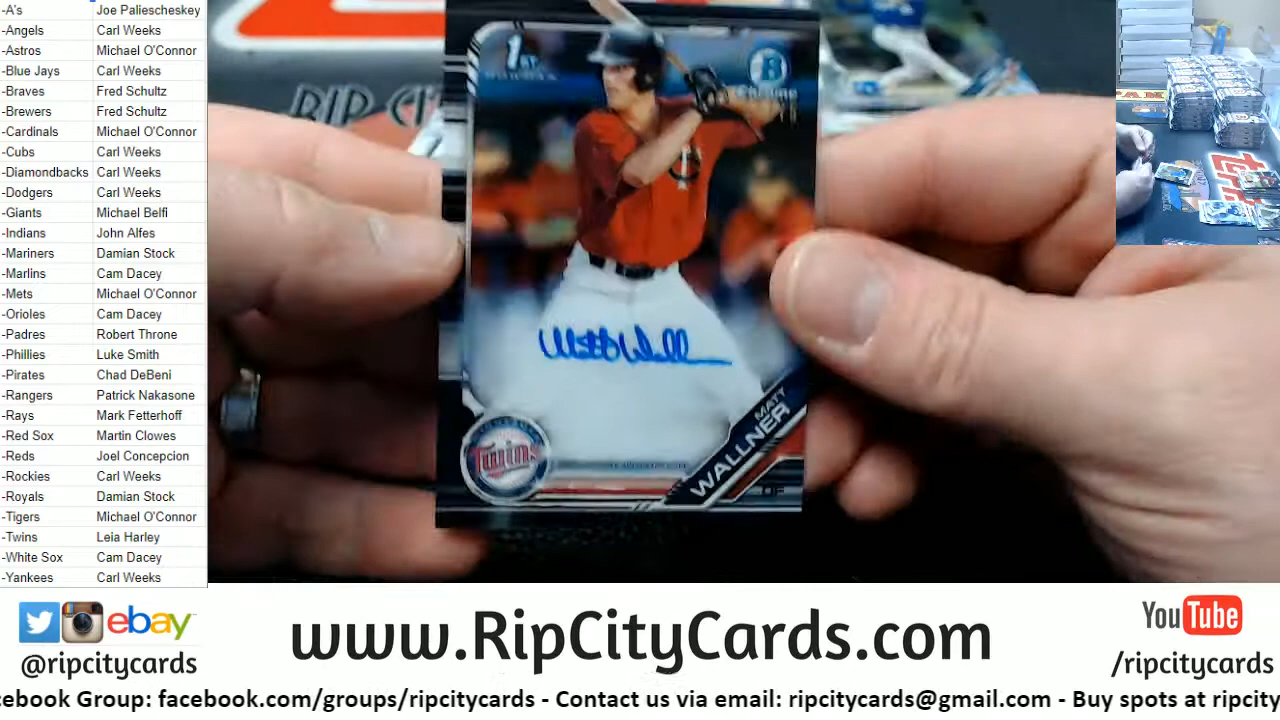 -A's Joe Paliescheskey
-Angels Carl Weeks
-Astros Michael O'Connor
-Blue Jays Carl Weeks
-Braves Fred Schultz
-Brewers Fred Schultz
-Cardinals Michael O'Connor
-Cubs Carl Weeks
-Diamondbacks Carl Weeks
-Dodgers Carl Weeks
-Giants Michael Belfi
-Indians John Alfes
-Mariners Damian Stock
-Marlins Cam Dacey
-Mets Michael O'Connor
-Orioles Cam Dacey
-Padres Robert Throne
-Phillies Luke Smith
-Pirates Chad DeBeni
-Rangers Patrick Nakasone
-Rays Mark Fetterhoff
-Red Sox Martin Clowes
-Reds Joel Concepcion
-Rockies Carl Weeks
-Royals Damian Stock
-Tigers Michael O'Connor
-Twins Leia Harley
-White Sox Cam Dacey
-Yankees Carl Weeks
RIP CIT
1ST
B
Chrome
Twins
MATT
WALLNER
OF
ebay
@ripcitycards
www.RipCityCards.com
YouTube
/ripcitycards
cebook Group: facebook.com/groups/ripcitycards - Contact us via email: ripcitycards@gmail.com - Buy spots at ripcity